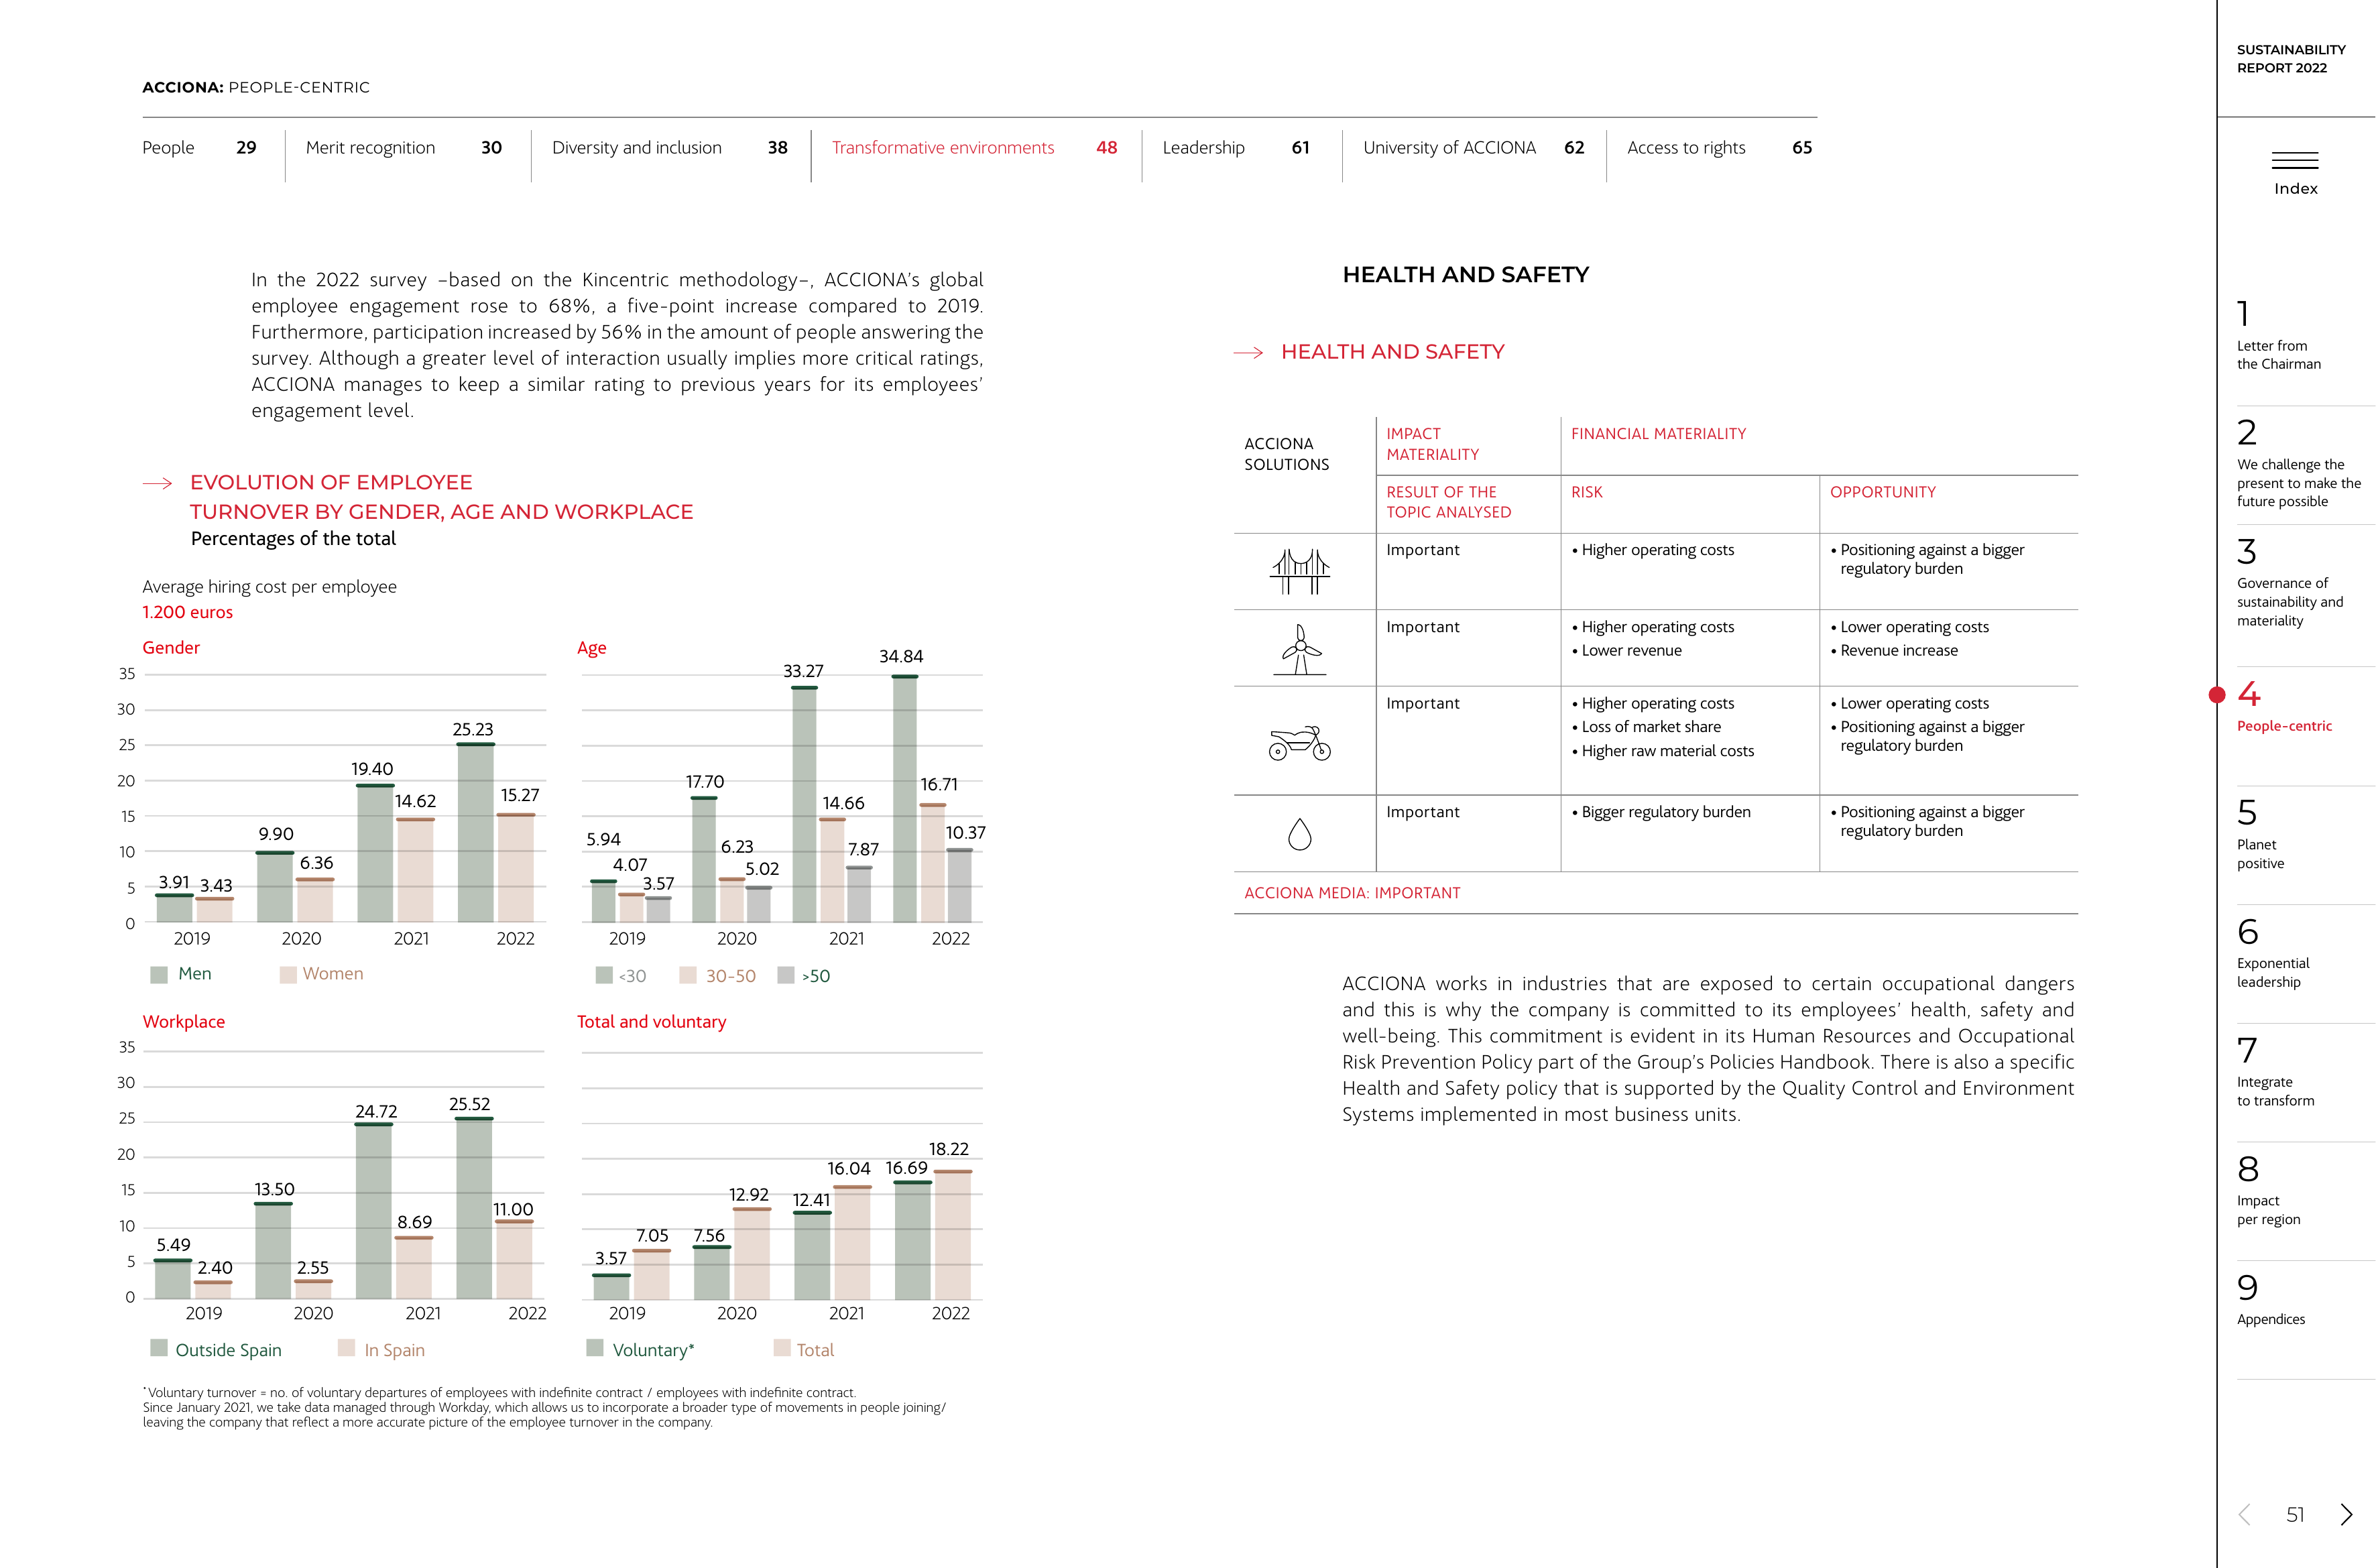 ACCIONA: PEOPLE-CENTRIC
People 29
Merit recognition 30
Diversity and inclusion 38
Transformative environments 48
Leadership 61
University of ACCIONA 62
Access to rights 65
In the 2022 survey –based on the Kincentric methodology–, ACCIONA’s global
employee engagement rose to 68%, a five-point increase compared to 2019.
Furthermore, participation increased by 56% in the amount of people answering the
survey. Although a greater level of interaction usually implies more critical ratings,
ACCIONA manages to keep a similar rating to previous years for its employees’
engagement level.
EVOLUTION OF EMPLOYEE
TURNOVER BY GENDER, AGE AND WORKPLACE
Percentages of the total
Average hiring cost per employee
1.200 euros
Gender
35
30
25
20
15
10
5
0
3.91 3.43
9.90 6.36
19.40 14.62
25.23 15.27
2019 2020 2021 2022
Men Women
Age
5.94 4.07 3.57
17.70 6.23 5.02
33.27 14.66 7.87
34.84 16.71 10.37
2019 2020 2021 2022
<30 30-50 >50
Workplace
35
30
25
20
15
10
5
0
5.49 2.40
13.50 2.55
24.72 8.69
25.52 11.00
2019 2020 2021 2022
Outside Spain In Spain
Total and voluntary
3.57 7.05
7.56 12.92
12.41 16.04
16.69 18.22
2019 2020 2021 2022
Voluntary* Total
*Voluntary turnover = no. of voluntary departures of employees with indefinite contract / employees with indefinite contract.
Since January 2021, we take data managed through Workday, which allows us to incorporate a broader type of movements in people joining/
leaving the company that reflect a more accurate picture of the employee turnover in the company.
HEALTH AND SAFETY
HEALTH AND SAFETY
ACCIONA
SOLUTIONS
IMPACT
MATERIALITY
FINANCIAL MATERIALITY
RESULT OF THE
TOPIC ANALYSED
RISK
OPPORTUNITY
Important
• Higher operating costs
• Positioning against a bigger
regulatory burden
Important
• Higher operating costs
• Lower revenue
• Lower operating costs
• Revenue increase
Important
• Higher operating costs
• Loss of market share
• Higher raw material costs
• Lower operating costs
• Positioning against a bigger
regulatory burden
Important
• Bigger regulatory burden
• Positioning against a bigger
regulatory burden
ACCIONA MEDIA: IMPORTANT
ACCIONA works in industries that are exposed to certain occupational dangers
and this is why the company is committed to its employees’ health, safety and
well-being. This commitment is evident in its Human Resources and Occupational
Risk Prevention Policy part of the Group’s Policies Handbook. There is also a specific
Health and Safety policy that is supported by the Quality Control and Environment
Systems implemented in most business units.
SUSTAINABILITY
REPORT 2022
Index
1
Letter from
the Chairman
2
We challenge the
present to make the
future possible
3
Governance of
sustainability and
materiality
4
People-centric
5
Planet
positive
6
Exponential
leadership
7
Integrate
to transform
8
Impact
per region
9
Appendices
51